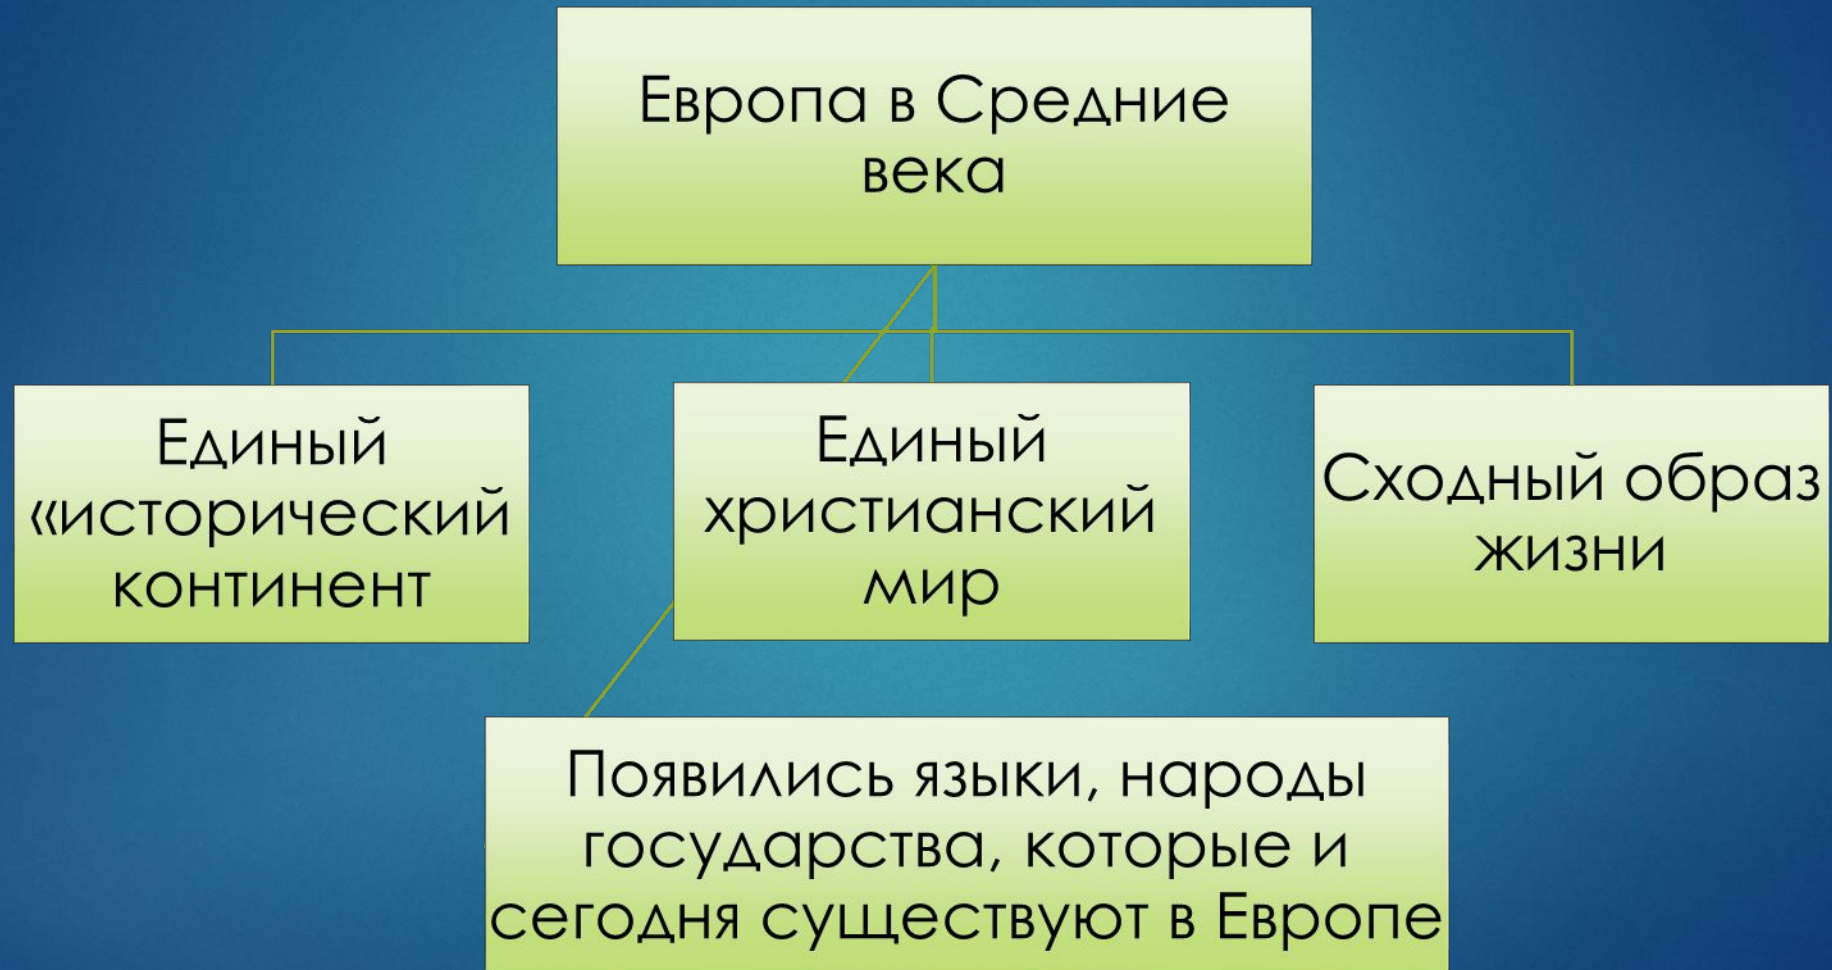 Европа в Средние
века
Единый
«исторический
континент
Единый
христианский
мир
Сходный образ
жизни
Появились языки, народы
государства, которые и
сегодня существуют в Европе